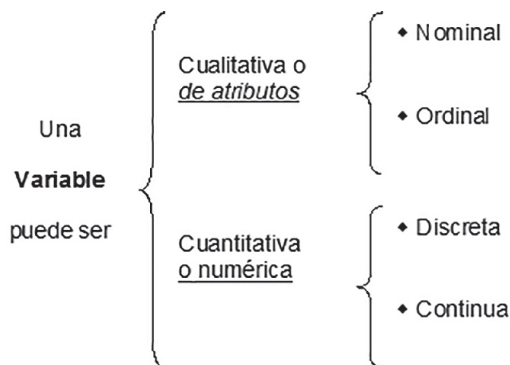 Una
Variable
puede ser
Cualitativa o
de atributos
◆ Nominal
◆ Ordinal
Cuantitativa
o numérica
◆ Discreta
◆ Continua